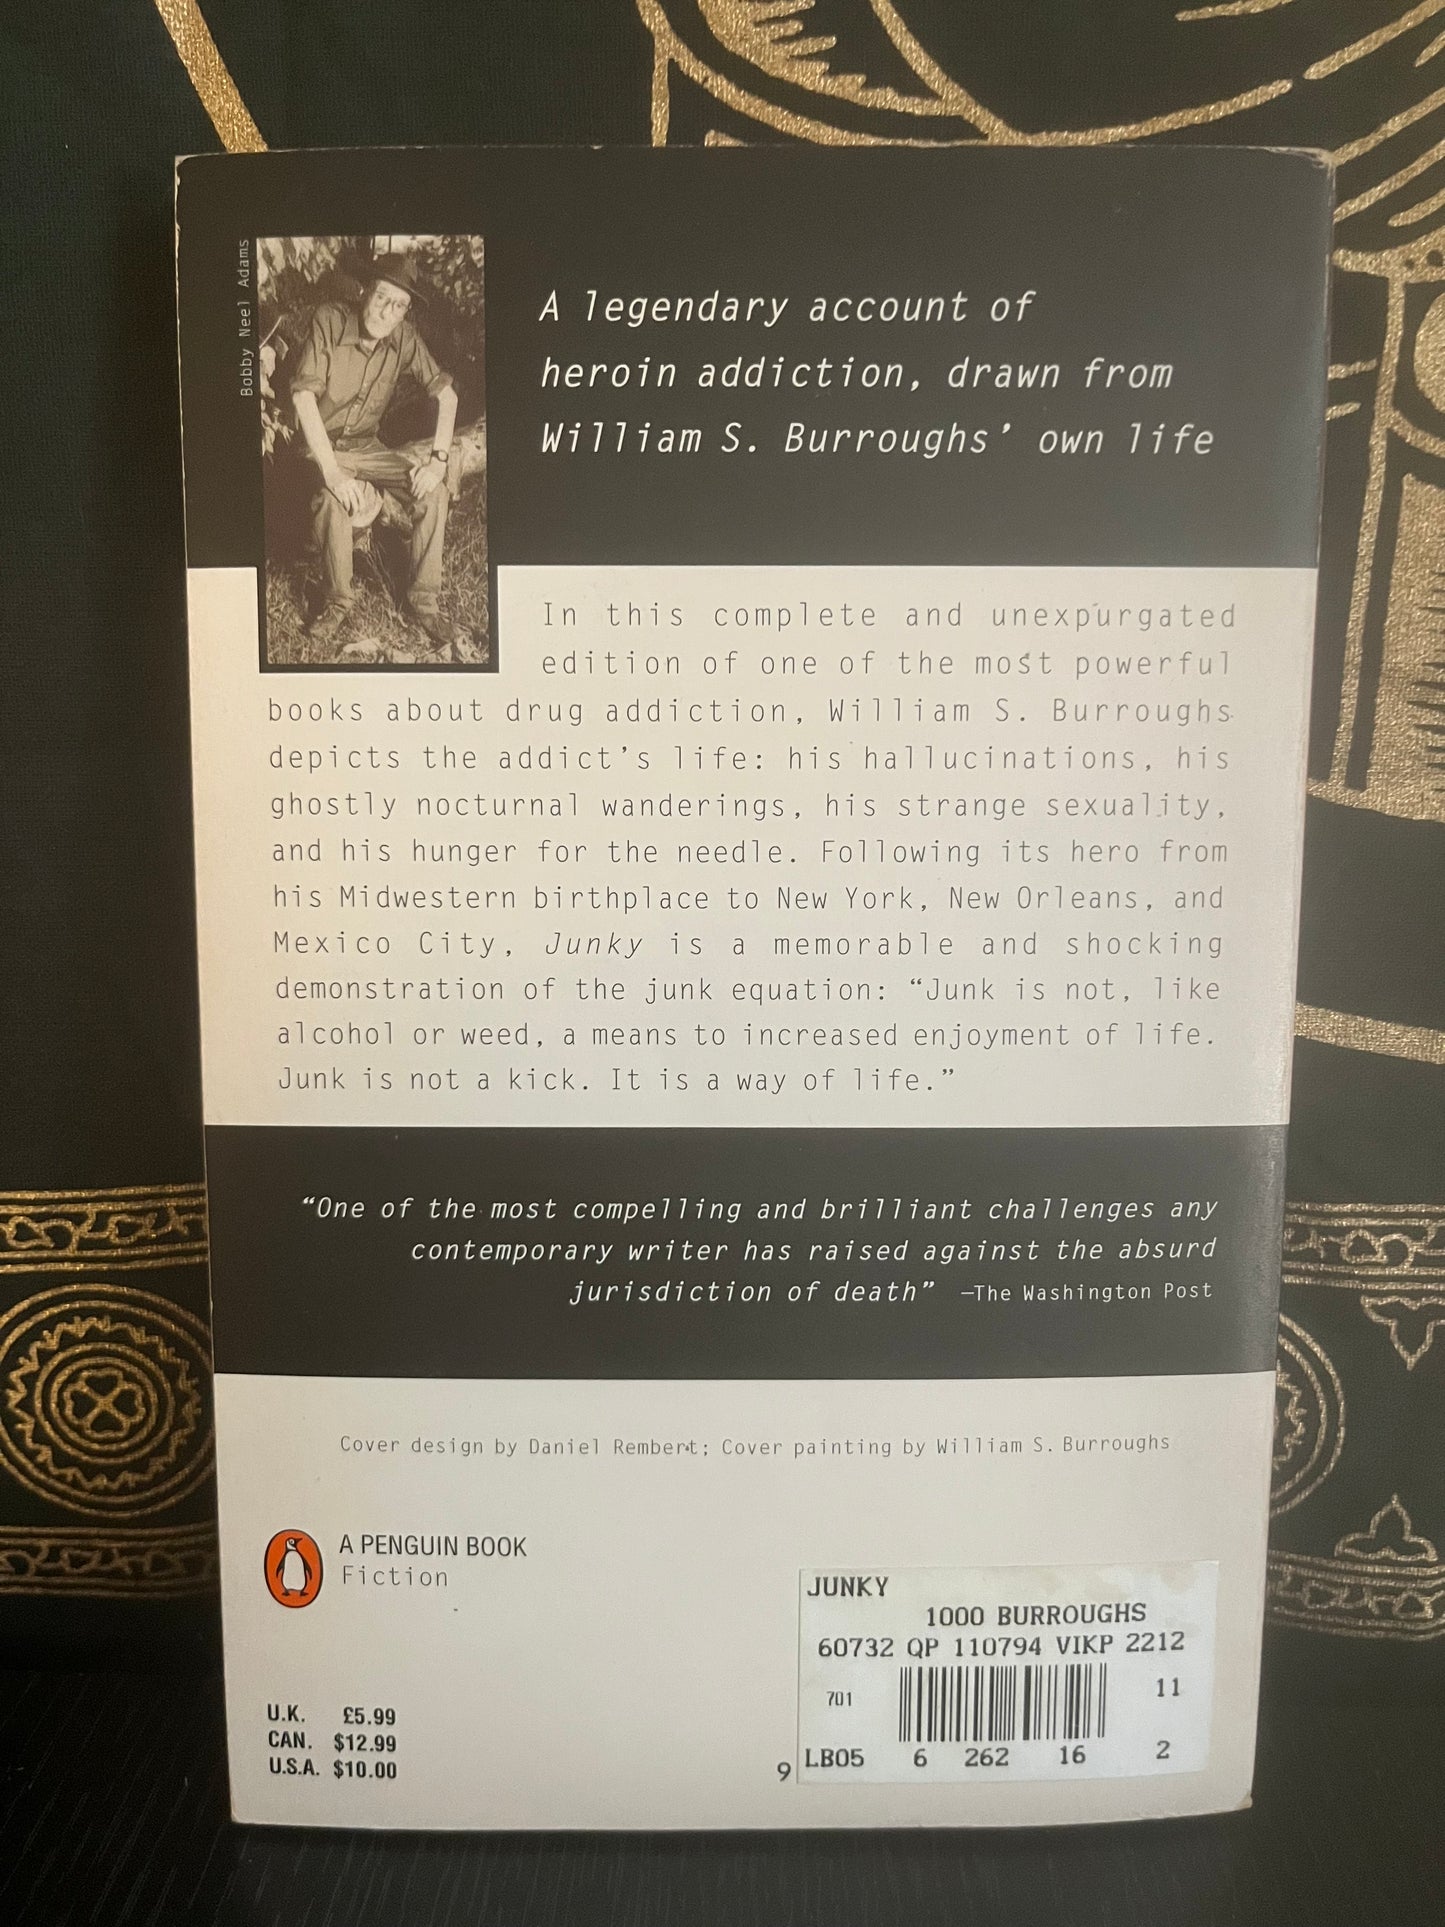 Bobby Neel Adams
A legendary account of
heroin addiction, drawn from
William S. Burroughs’ own life
In this complete and unexpurgated
edition of one of the most powerful
books about drug addiction, William S. Burroughs
depicts the addict’s life: his hallucinations, his
ghostly nocturnal wanderings, his strange sexuality,
and his hunger for the needle. Following its hero from
his Midwestern birthplace to New York, New Orleans, and
Mexico City, Junky is a memorable and shocking
demonstration of the junk equation: “Junk is not, like
alcohol or weed, a means to increased enjoyment of life.
Junk is not a kick. It is a way of life.”
“One of the most compelling and brilliant challenges any
contemporary writer has raised against the absurd
jurisdiction of death” —The Washington Post
Cover design by Daniel Rembert; Cover painting by William S. Burroughs
A PENGUIN BOOK
Fiction
U.K. £5.99
CAN. $12.99
U.S.A. $10.00
JUNKY
1000 BURROUGHS
60732 QP 110794 VIKP 2212
701 11
9 LB05 6 262 16 2